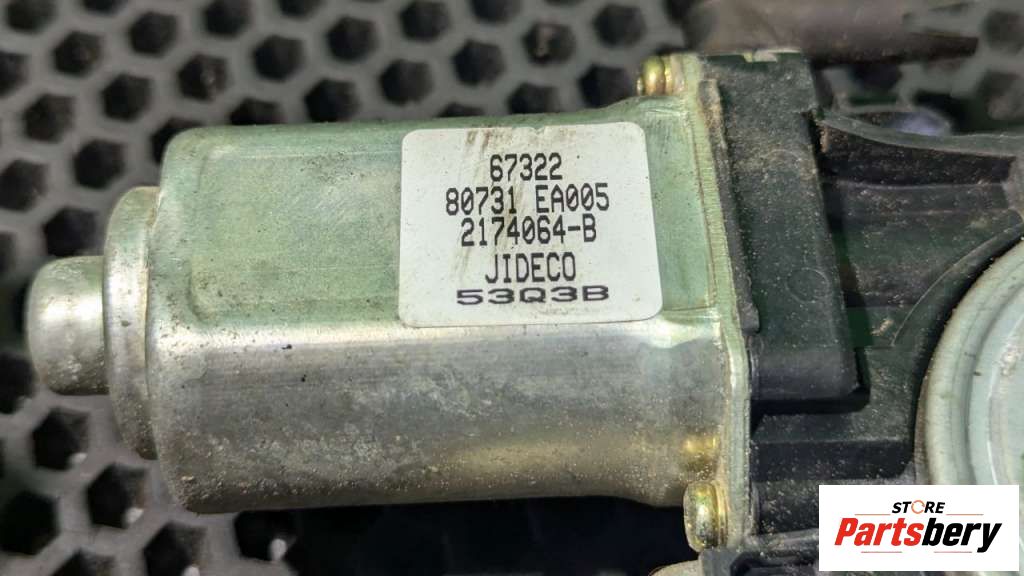 67322
80731 EA005
2174064-B
JIDECO
53Q3B
STORE
Partsbery